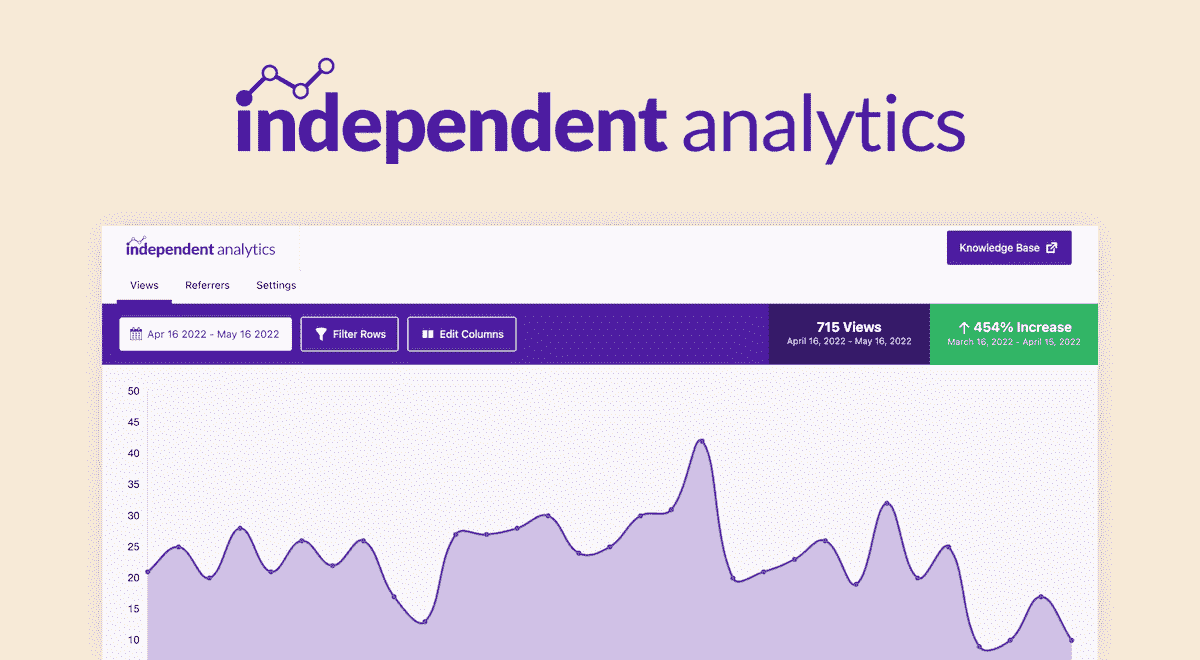 independent analytics
independent analytics
Knowledge Base
Views Referrers Settings
Apr 16 2022 - May 16 2022
Filter Rows
Edit Columns
715 Views
April 16, 2022 - May 16, 2022
↑ 454% Increase
March 16, 2022 - April 15, 2022
50
45
40
35
30
25
20
15
10